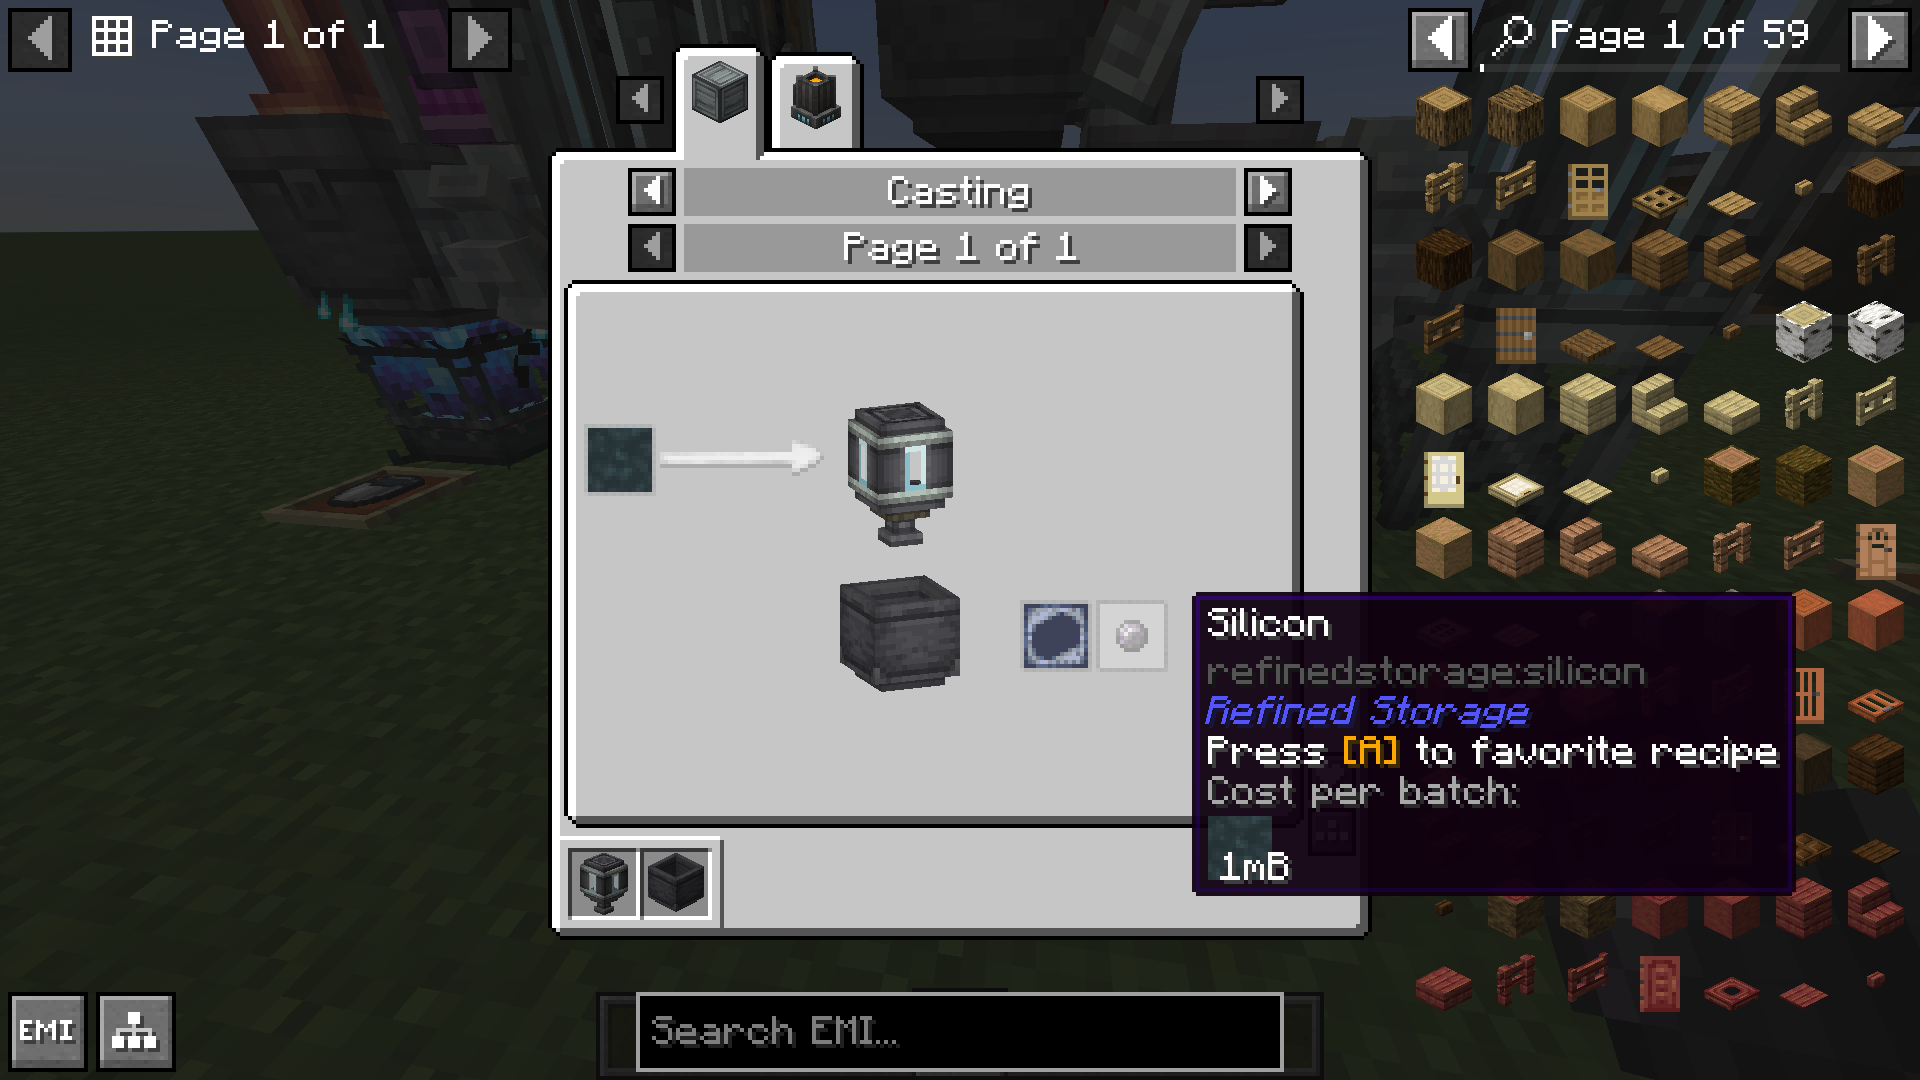 Page 1 of 1
Page 1 of 59
Casting
Page 1 of 1
Silicon
refinedstorage:silicon
Refined Storage
Press [A] to favorite recipe
Cost per batch:
1mB
EMI
Search EMI...